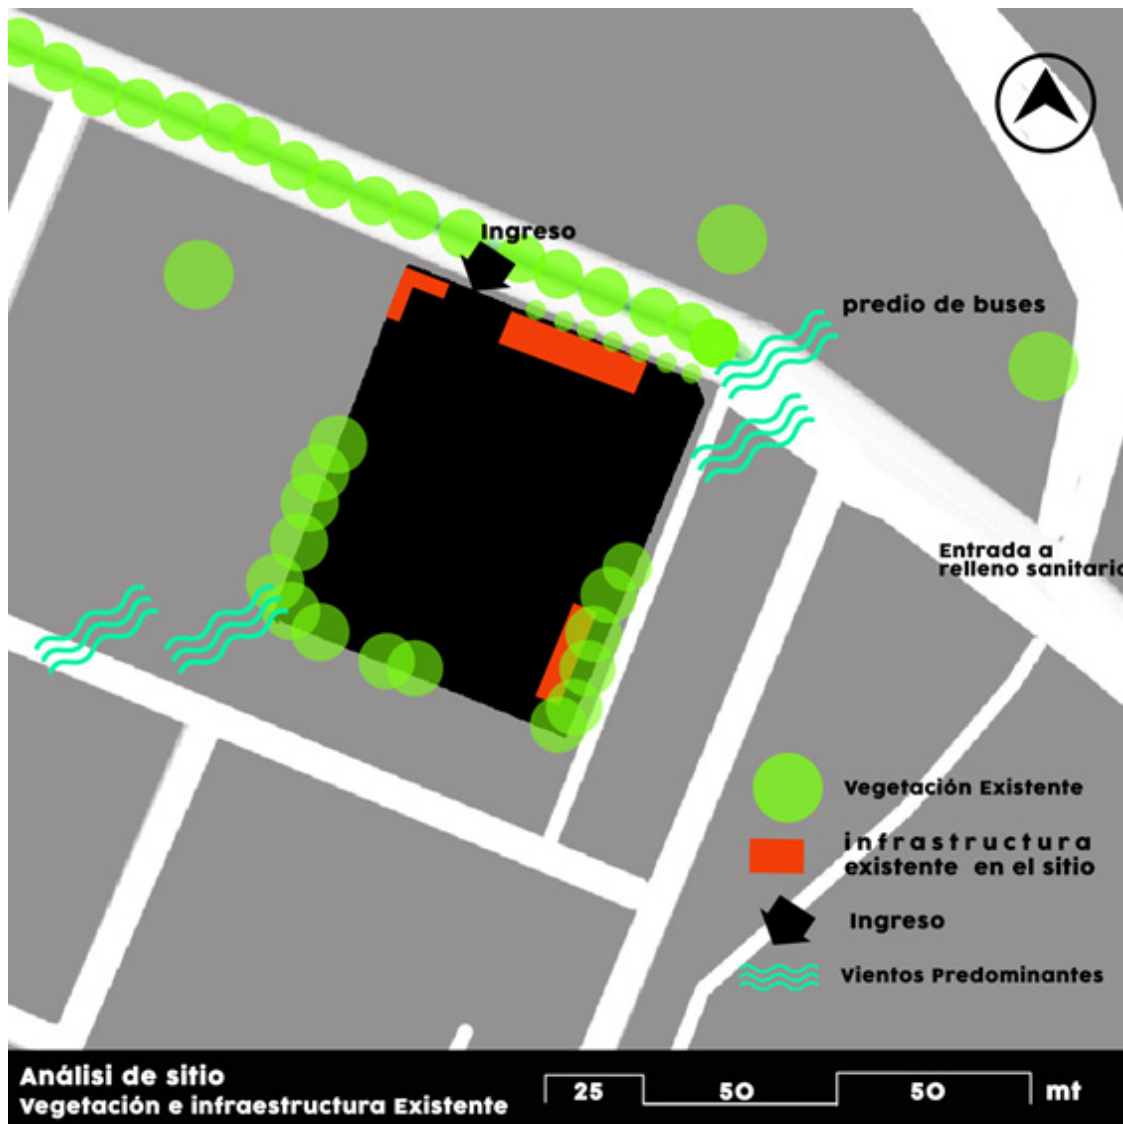 Ingreso
predio de buses
Entrada a
relleno sanitario
Vegetación Existente
infrastructura
existente en el sitio
Ingreso
Vientos Predominantes
Análisi de sitio
Vegetación e infraestructura Existente
25 50 50 mt